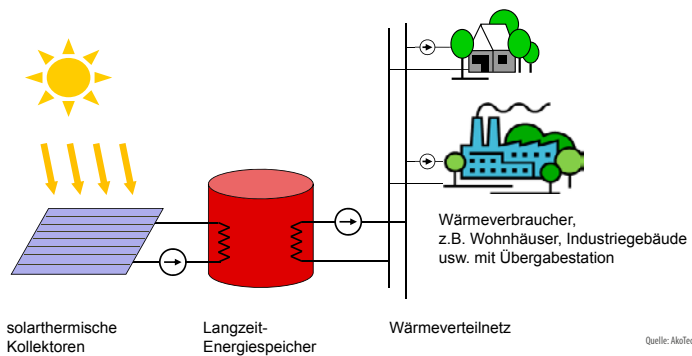 Wärmeverbraucher,
z.B. Wohnhäuser, Industriegebäude
usw. mit Übergabestation
solarthermische
Kollektoren
Langzeit-
Energiespeicher
Wärmeverteilnetz
Quelle: AkoTec